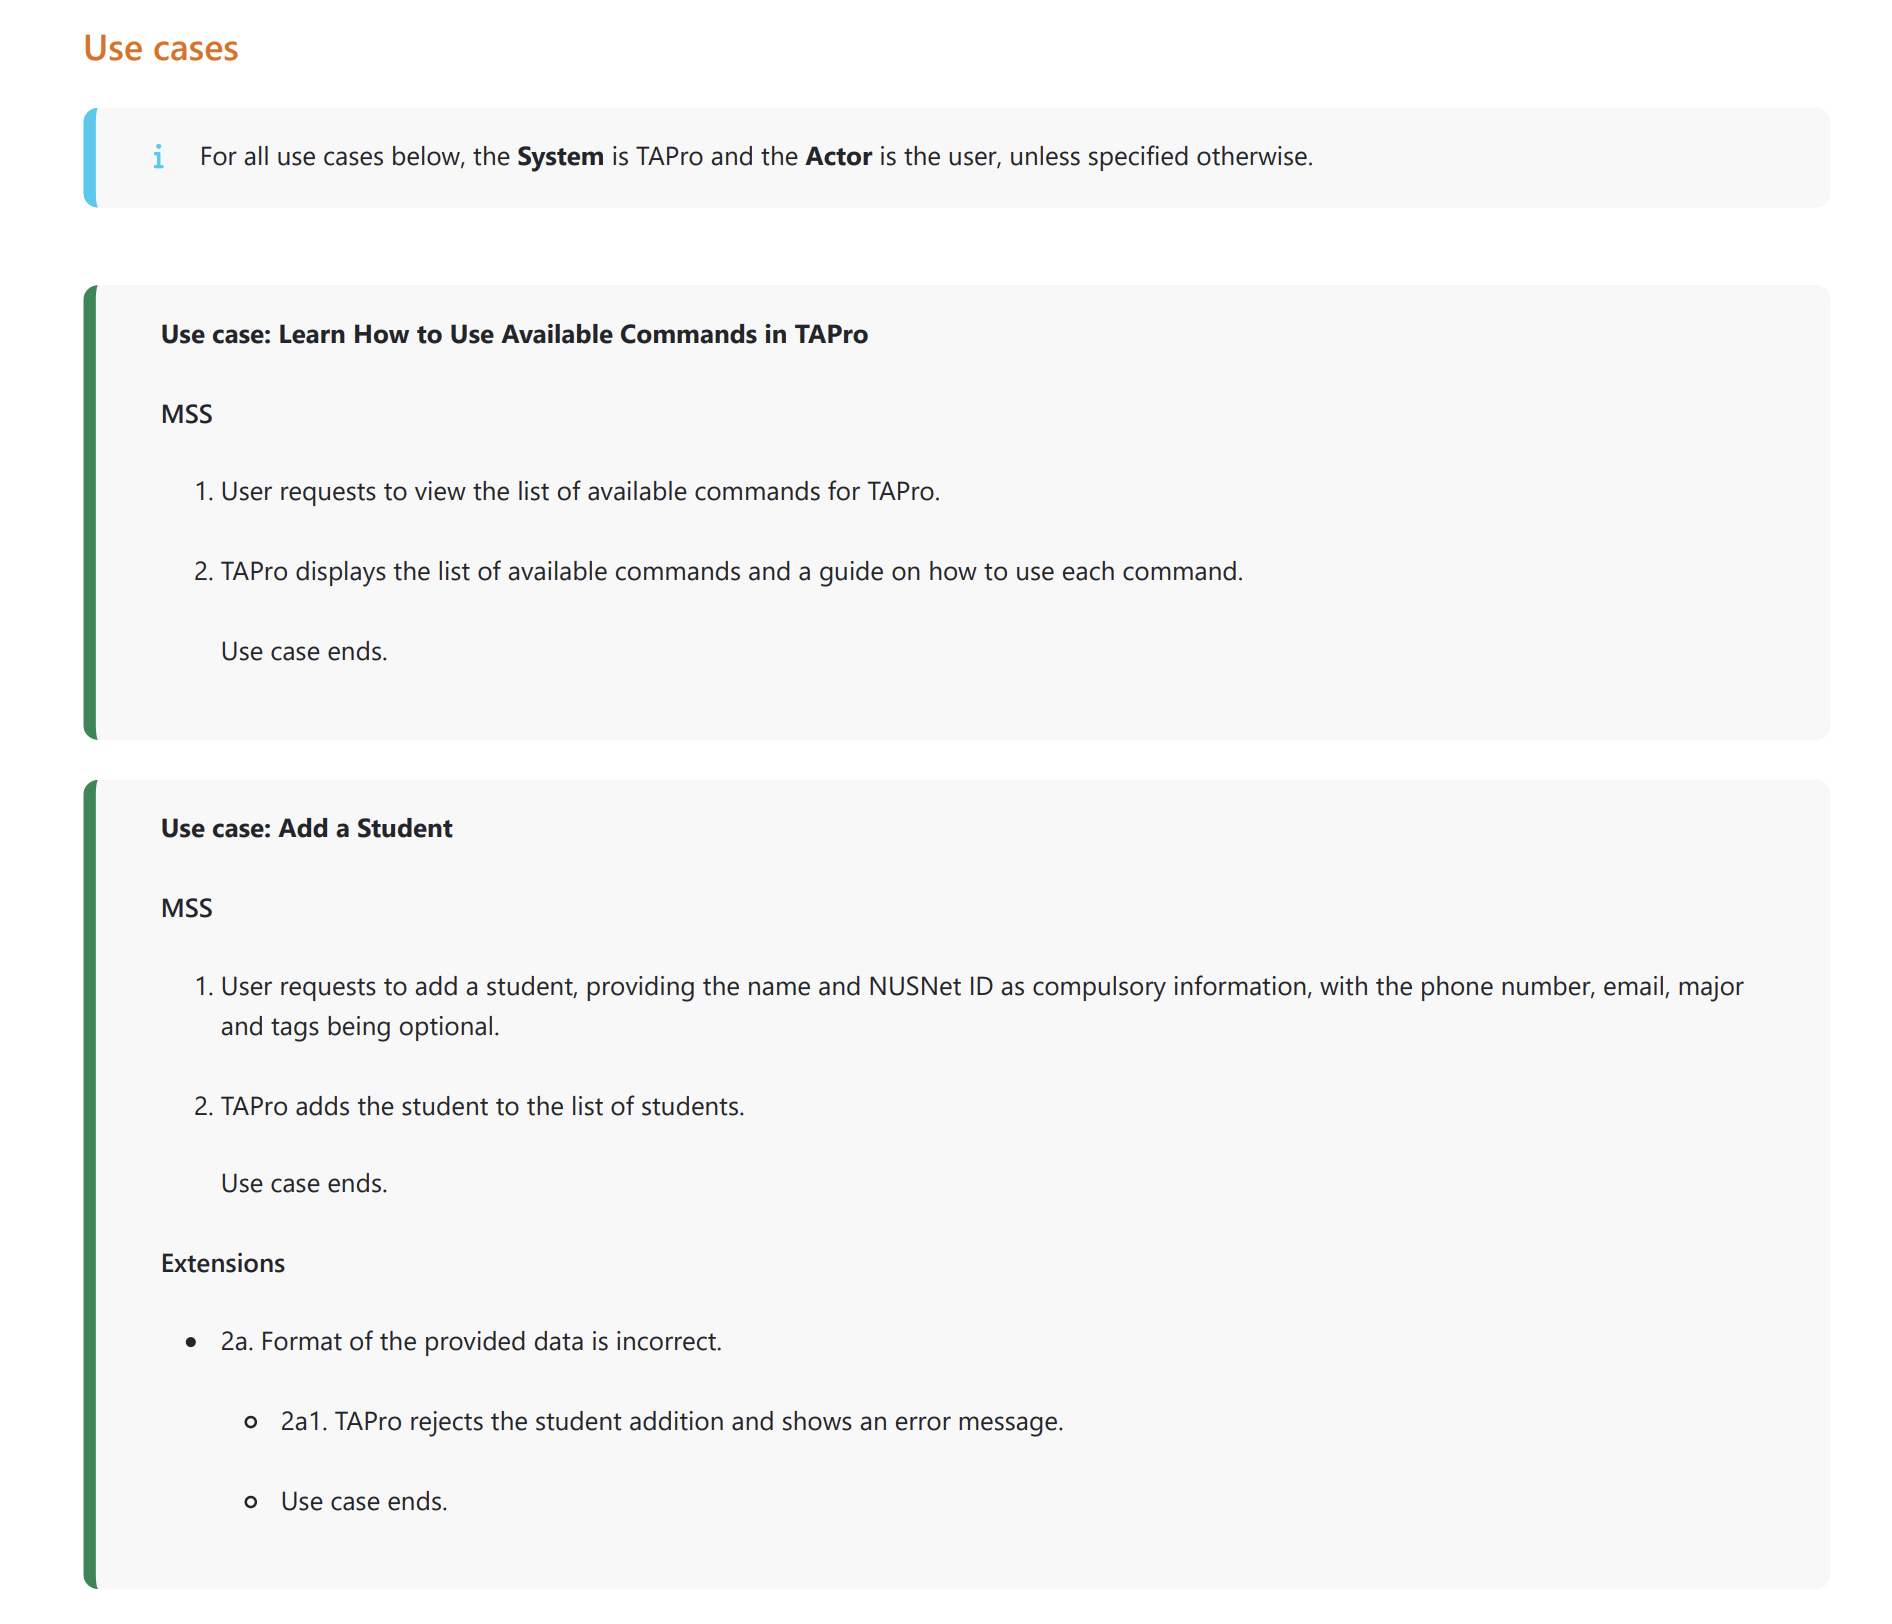 Use cases
i For all use cases below, the System is TAPro and the Actor is the user, unless specified otherwise.
Use case: Learn How to Use Available Commands in TAPro
MSS
1. User requests to view the list of available commands for TAPro.
2. TAPro displays the list of available commands and a guide on how to use each command.
Use case ends.
Use case: Add a Student
MSS
1. User requests to add a student, providing the name and NUSNet ID as compulsory information, with the phone number, email, major
and tags being optional.
2. TAPro adds the student to the list of students.
Use case ends.
Extensions
● 2a. Format of the provided data is incorrect.
○ 2a1. TAPro rejects the student addition and shows an error message.
○ Use case ends.